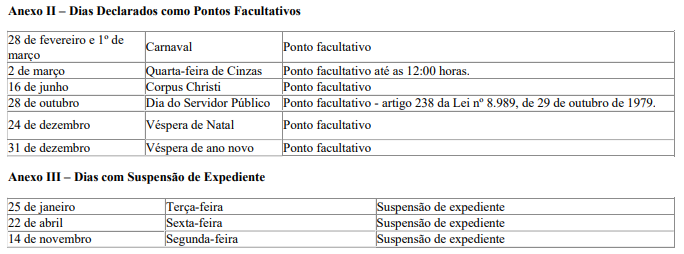 Anexo II – Dias Declarados como Pontos Facultativos
28 de fevereiro e 1º de março Carnaval Ponto facultativo
2 de março Quarta-feira de Cinzas Ponto facultativo até as 12:00 horas.
16 de junho Corpus Christi Ponto facultativo
28 de outubro Dia do Servidor Público Ponto facultativo - artigo 238 da Lei nº 8.989, de 29 de outubro de 1979.
24 de dezembro Véspera de Natal Ponto facultativo
31 de dezembro Véspera de ano novo Ponto facultativo
Anexo III – Dias com Suspensão de Expediente
25 de janeiro Terça-feira Suspensão de expediente
22 de abril Sexta-feira Suspensão de expediente
14 de novembro Segunda-feira Suspensão de expediente